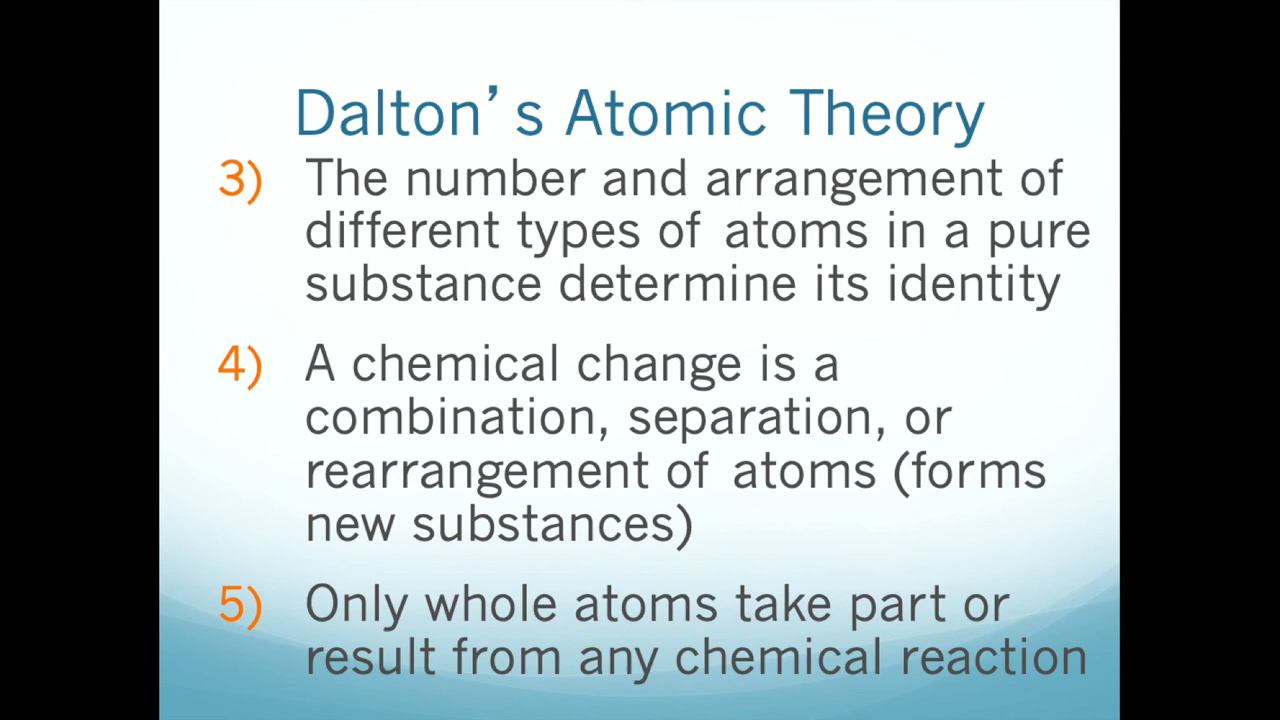 Dalton’s Atomic Theory
3) The number and arrangement of
different types of atoms in a pure
substance determine its identity
4) A chemical change is a
combination, separation, or
rearrangement of atoms (forms
new substances)
5) Only whole atoms take part or
result from any chemical reaction